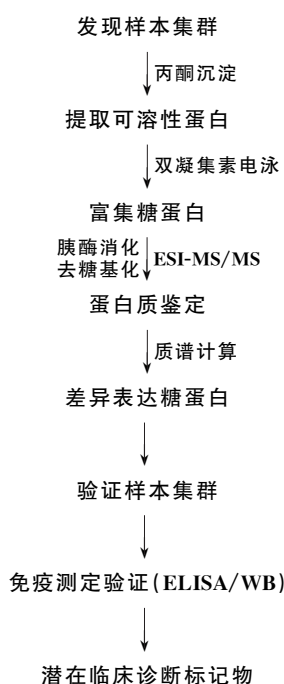 发现样本集群
丙酮沉淀
提取可溶性蛋白
双凝集素电泳
富集糖蛋白
胰酶消化
去糖基化
ESI-MS/MS
蛋白质鉴定
质谱计算
差异表达糖蛋白
验证样本集群
免疫测定验证(ELISA/WB)
潜在临床诊断标记物